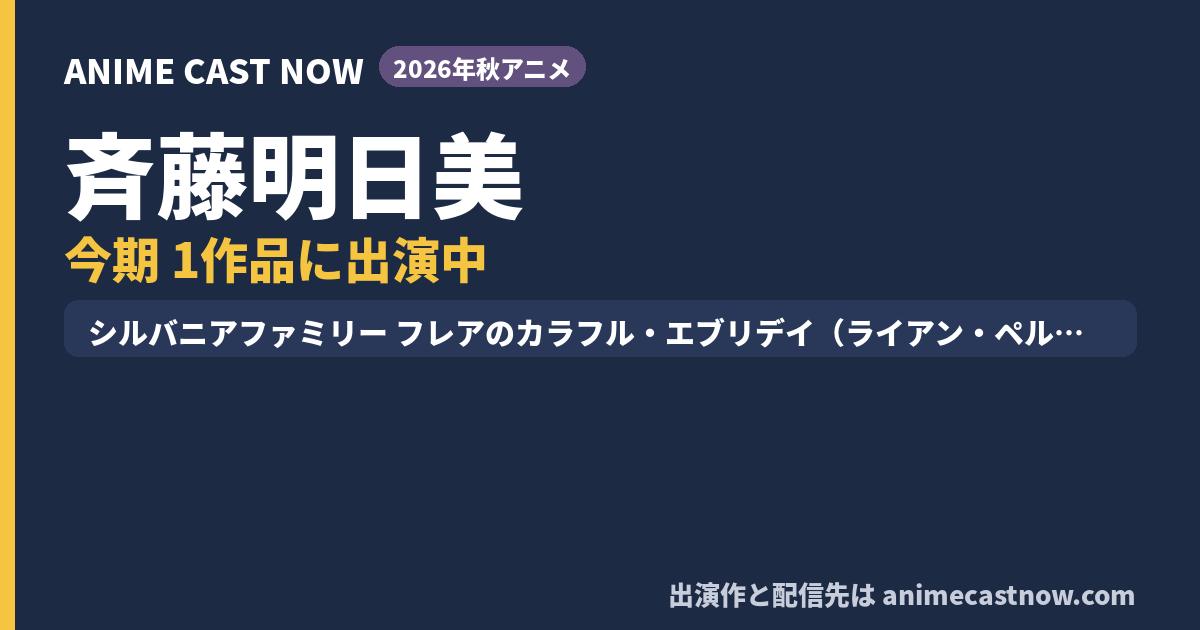 ANIME CAST NOW 2026年秋アニメ
斉藤明日美
今期 1作品に出演中
シルバニアファミリー フレアのカラフル・エブリデイ（ライアン・ペル…
出演作と配信先は animecastnow.com